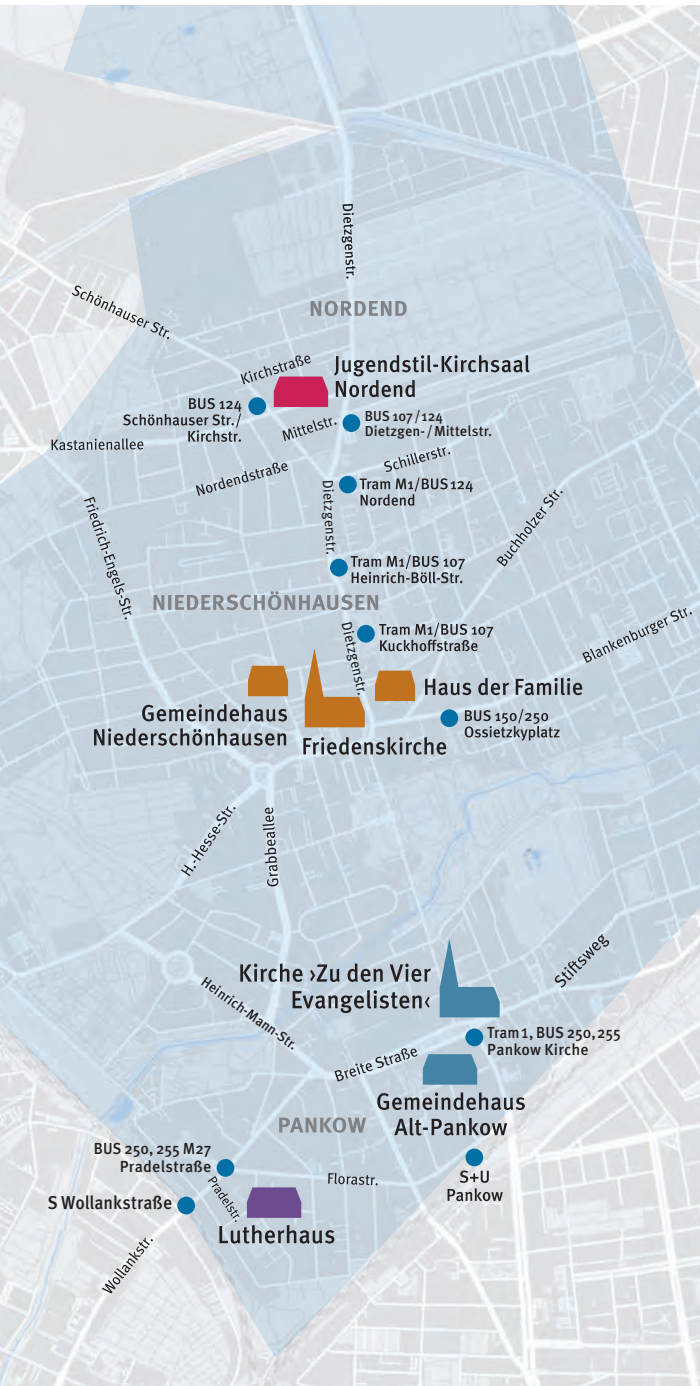 Dietzgenstr.
NORDEND
Schönhauser Str.
Kirchstraße
Jugendstil-Kirchsaal
Nordend
BUS 124
Schönhauser Str./
Kirchstr.
Mittelstr.
BUS 107/124
Dietzgen-/Mittelstr.
Kastanienallee
Nordendstraße
Schillerstr.
Tram M1/BUS 124
Nordend
Dietzgenstr.
Buchholzer Str.
Friedrich-Engels-Str.
Tram M1/BUS 107
Heinrich-Böll-Str.
NIEDERSCHÖNHAUSEN
Tram M1/BUS 107
Kuckhoffstraße
Dietzgenstr.
Blankenburger Str.
Haus der Familie
Gemeindehaus
Niederschönhausen
Friedenskirche
BUS 150/250
Ossietzkyplatz
H.-Hesse-Str.
Grabbeallee
Kirche ›Zu den Vier
Evangelisten‹
Stiftsweg
Heinrich-Mann-Str.
Tram 1, BUS 250, 255
Pankow Kirche
Breite Straße
Gemeindehaus
Alt-Pankow
PANKOW
BUS 250, 255 M27
Pradelstraße
S+U
Pankow
Florastr.
Pradelstr.
S Wollankstraße
Lutherhaus
Wollankstr.